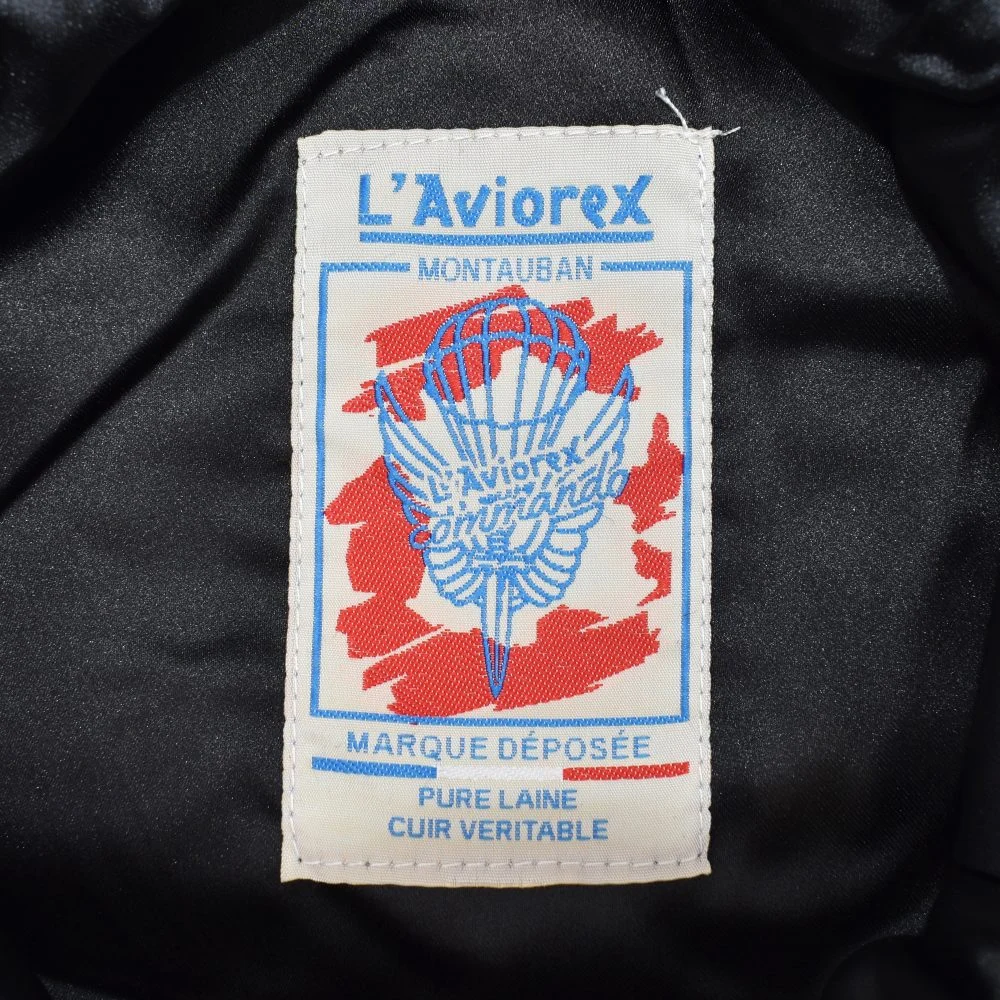 L'Aviorex
MONTAUBAN
L'Aviorex
Commando
MARQUE DÉPOSÉE
PURE LAINE
CUIR VERITABLE